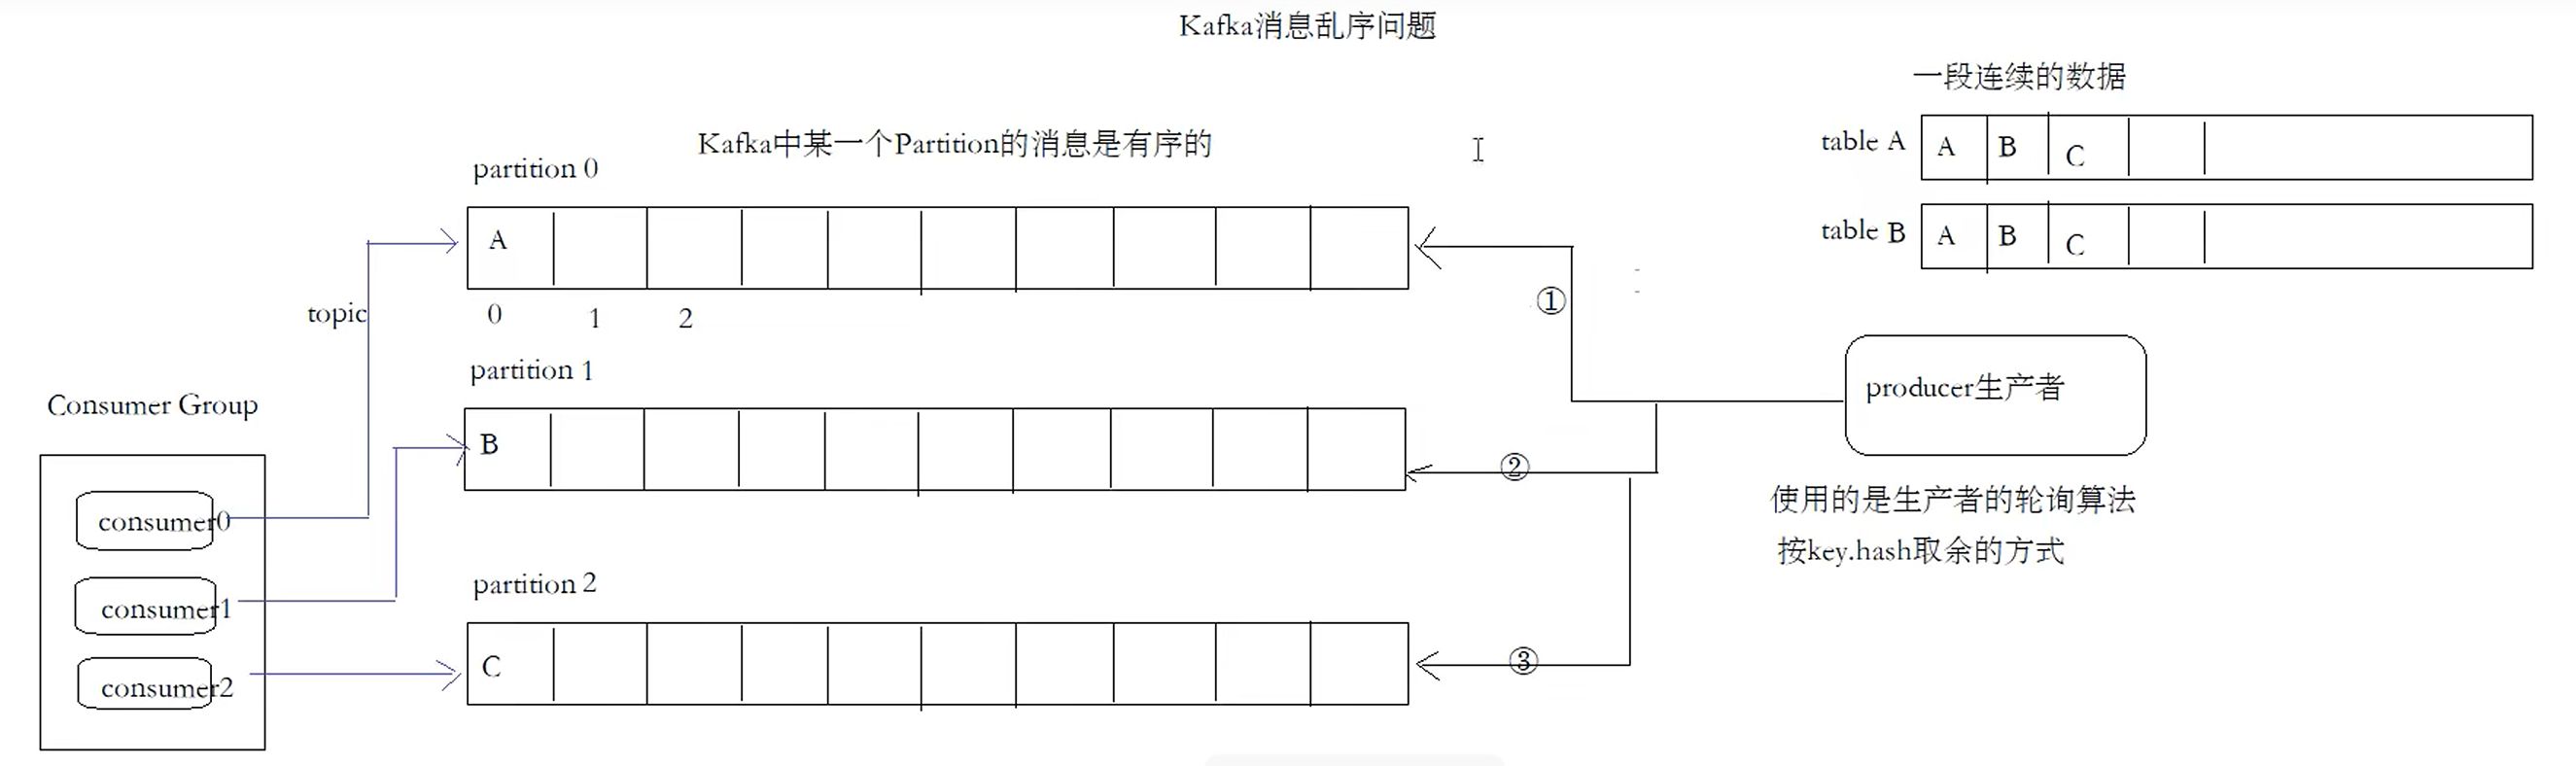 Kafka消息乱序问题
一段连续的数据
Kafka中某一个Partition的消息是有序的
table A
A
B
C
partition 0
table B
A
B
C
A
0
1
2
topic
①
partition 1
producer生产者
Consumer Group
B
②
使用的是生产者的轮询算法
按key.hash取余的方式
consumer0
partition 2
consumer1
C
③
consumer2